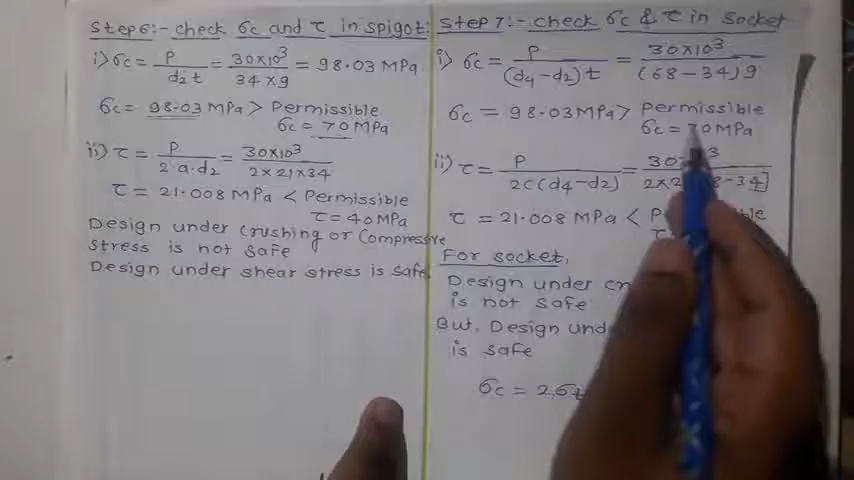 Step 6:- check σc and τ in spigot:
i) σc = P / d₂t = 30×10³ / 34×9 = 98.03 MPa
σc = 98.03 MPa > Permissible
σc = 70 MPa
ii) τ = P / 2·a·d₂ = 30×10³ / 2×21×34
τ = 21.008 MPa < Permissible
τ = 40 MPa
Design under crushing or compressive
stress is not safe
Design under shear stress is safe.
Step 7:- check σc & τ in socket
i) σc = P / (d₄-d₂)t = 30×10³ / (68-34)9
σc = 98.03 MPa > permissible
σc = 70 MPa
ii) τ = P / 2c(d₄-d₂) =
τ = 21.008 MPa <
For socket,
Design under
is not safe
But, Design
is safe
σc =